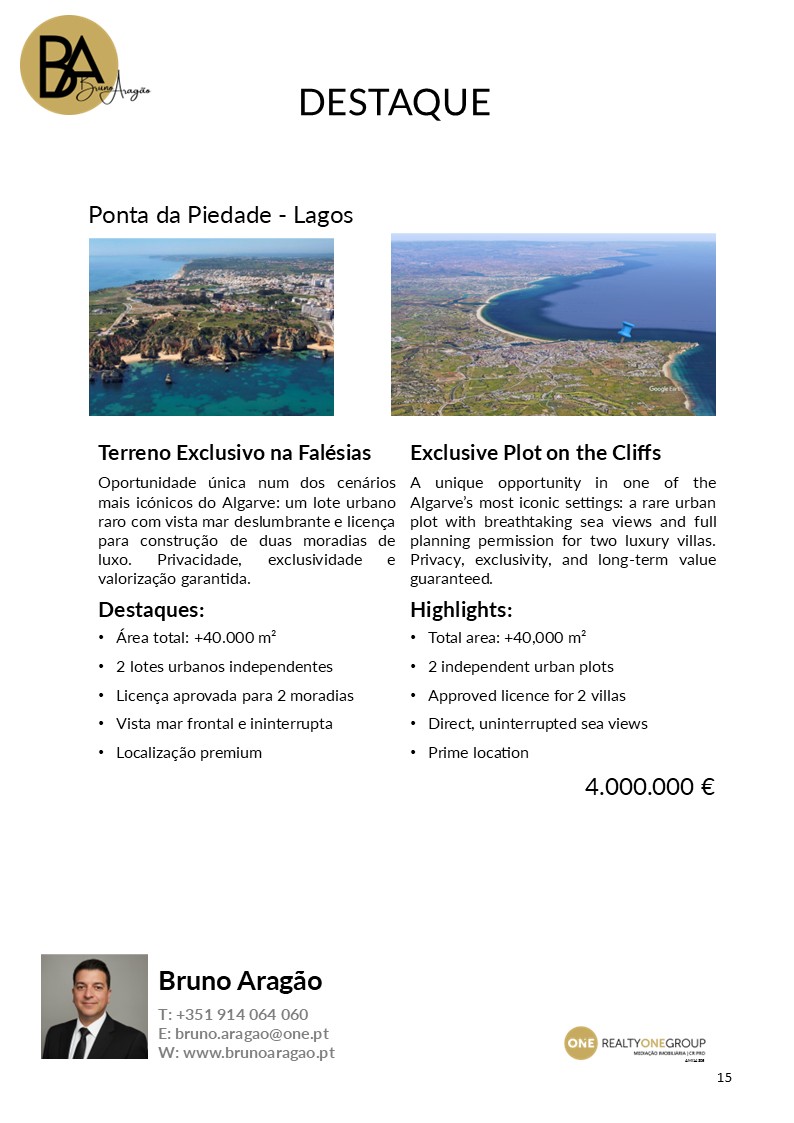 BA
Bruno Aragão
DESTAQUE
Ponta da Piedade - Lagos
Google Earth
Terreno Exclusivo na Falésias
Oportunidade única num dos cenários
mais icónicos do Algarve: um lote urbano
raro com vista mar deslumbrante e licença
para construção de duas moradias de
luxo. Privacidade, exclusividade e
valorização garantida.
Destaques:
• Área total: +40.000 m²
• 2 lotes urbanos independentes
• Licença aprovada para 2 moradias
• Vista mar frontal e ininterrupta
• Localização premium
Exclusive Plot on the Cliffs
A unique opportunity in one of the
Algarve’s most iconic settings: a rare urban
plot with breathtaking sea views and full
planning permission for two luxury villas.
Privacy, exclusivity, and long-term value
guaranteed.
Highlights:
• Total area: +40,000 m²
• 2 independent urban plots
• Approved licence for 2 villas
• Direct, uninterrupted sea views
• Prime location
4.000.000 €
Bruno Aragão
T: +351 914 064 060
E: bruno.aragao@one.pt
W: www.brunoaragao.pt
ONE REALTYONEGROUP
MEDIAÇÃO IMOBILIÁRIA | CR PRO
15